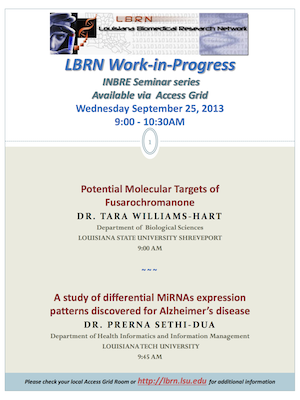 LBRN
Louisiana Biomedical Research Network
LBRN Work-in-Progress
INBRE Seminar series
Available via Access Grid
Wednesday September 25, 2013
9:00 - 10:30AM
1
Potential Molecular Targets of
Fusarochromanone
DR. TARA WILLIAMS-HART
Department of Biological Sciences
LOUISIANA STATE UNIVERSITY SHREVEPORT
9:00 AM
~~~
A study of differential MiRNAs expression
patterns discovered for Alzheimer's disease
DR. PRERNA SETHI-DUA
Department of Health Informatics and Information Management
LOUISIANA TECH UNIVERSITY
9:45 AM
Please check your local Access Grid Room or http://lbrn.lsu.edu for additional information